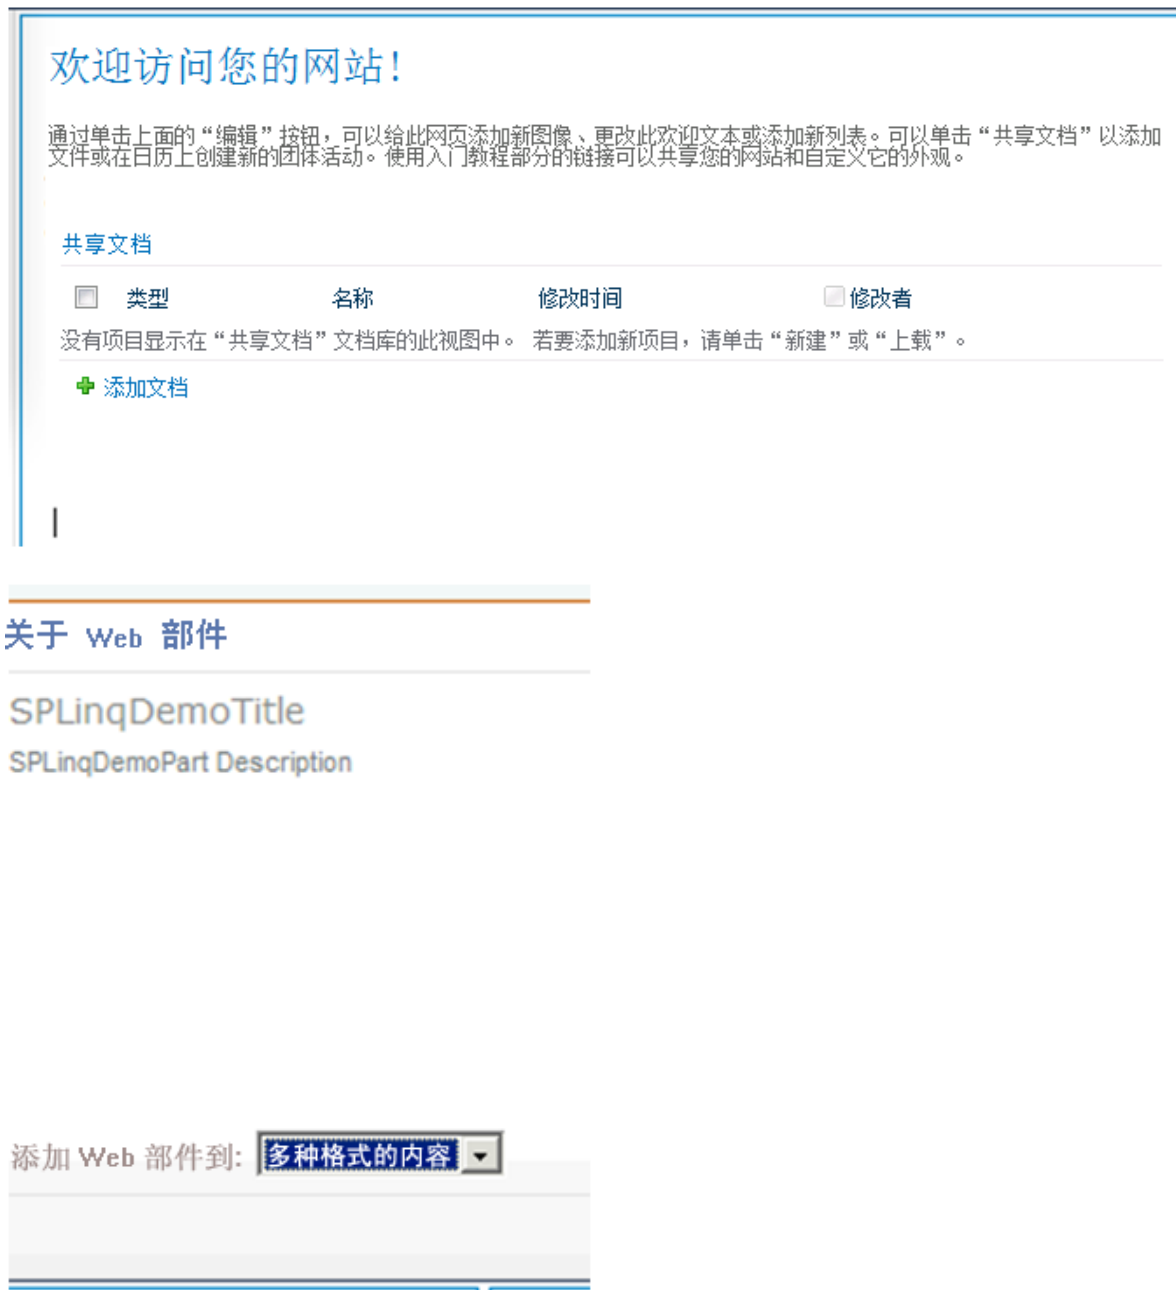 欢迎访问您的网站！
通过单击上面的“编辑”按钮，可以给此网页添加新图像、更改此欢迎文本或添加新列表。可以单击“共享文档”以添加
文件或在日历上创建新的团体活动。使用入门教程部分的链接可以共享您的网站和自定义它的外观。
共享文档
类型 名称 修改时间 修改者
没有项目显示在“共享文档”文档库的此视图中。 若要添加新项目，请单击“新建”或“上载”。
添加文档
关于 Web 部件
SPLinqDemoTitle
SPLinqDemoPart Description
添加 Web 部件到: 多种格式的内容